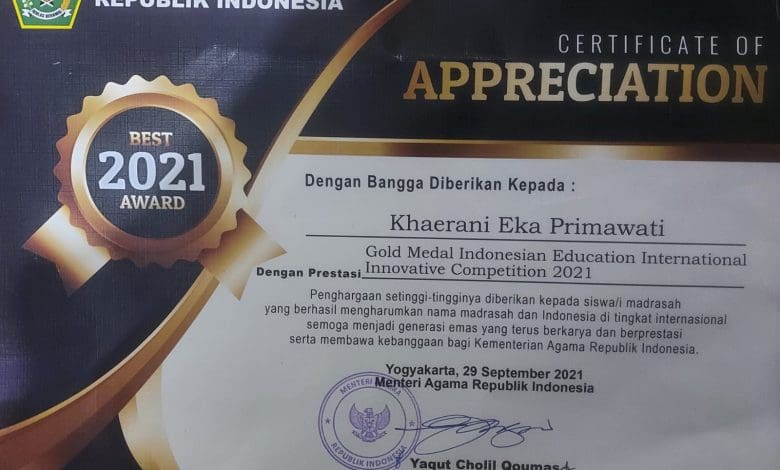 REPUBLIK INDONESIA
CERTIFICATE OF
APPRECIATION
BEST
2021
AWARD
Dengan Bangga Diberikan Kepada :
Khaerani Eka Primawati
Gold Medal Indonesian Education International
Dengan Prestasi Innovative Competition 2021
Penghargaan setinggi-tingginya diberikan kepada siswa/i madrasah
yang berhasil mengharumkan nama madrasah dan Indonesia di tingkat internasional
semoga menjadi generasi emas yang terus berkarya dan berprestasi
serta membawa kebanggaan bagi Kementerian Agama Republik Indonesia.
Yogyakarta, 29 September 2021
Menteri Agama Republik Indonesia
MENTERI AGAMA
REPUBLIK INDONESIA
Yaqut Cholil Qoumas